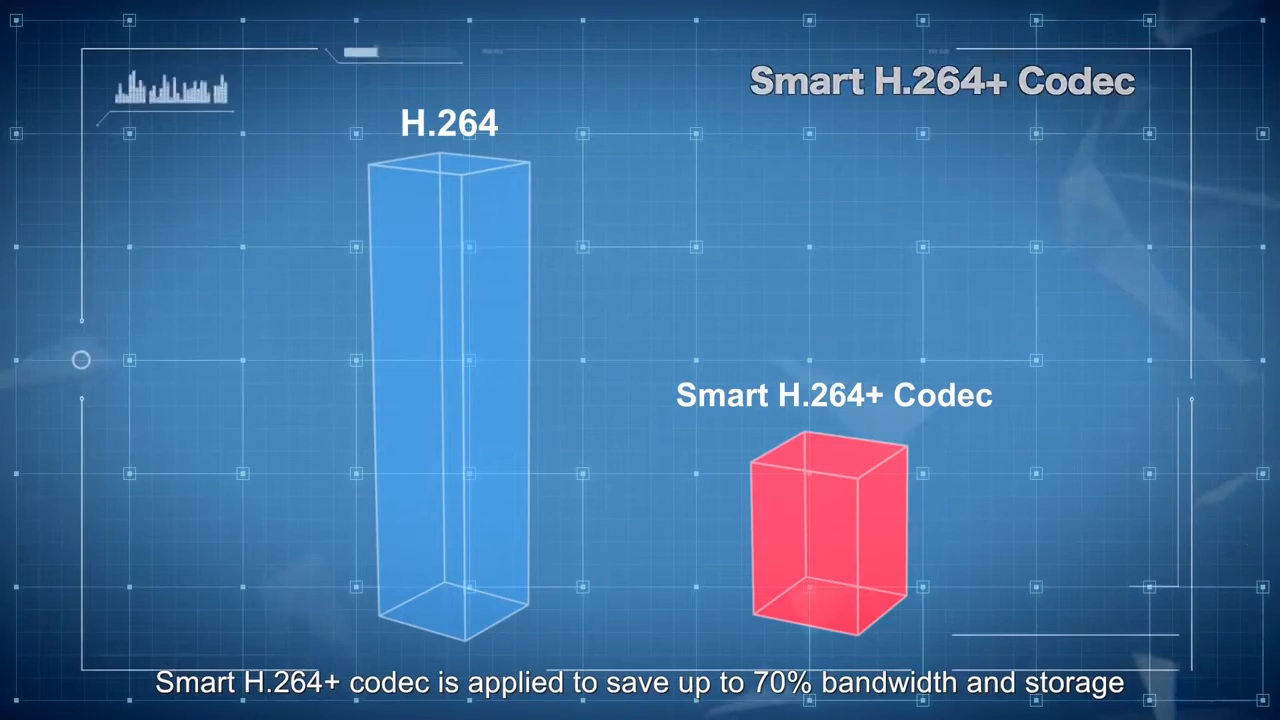 Smart H.264+ Codec
H.264
Smart H.264+ Codec
Smart H.264+ codec is applied to save up to 70% bandwidth and storage